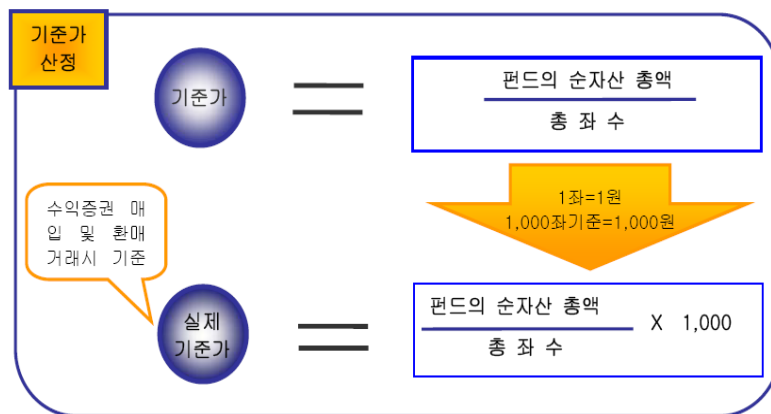 기준가
산정
기준가
펀드의 순자산 총액
총 좌 수
1좌=1원
1,000좌기준=1,000원
수익증권 매
입 및 환매
거래시 기준
실제
기준가
펀드의 순자산 총액
총 좌 수
X 1,000